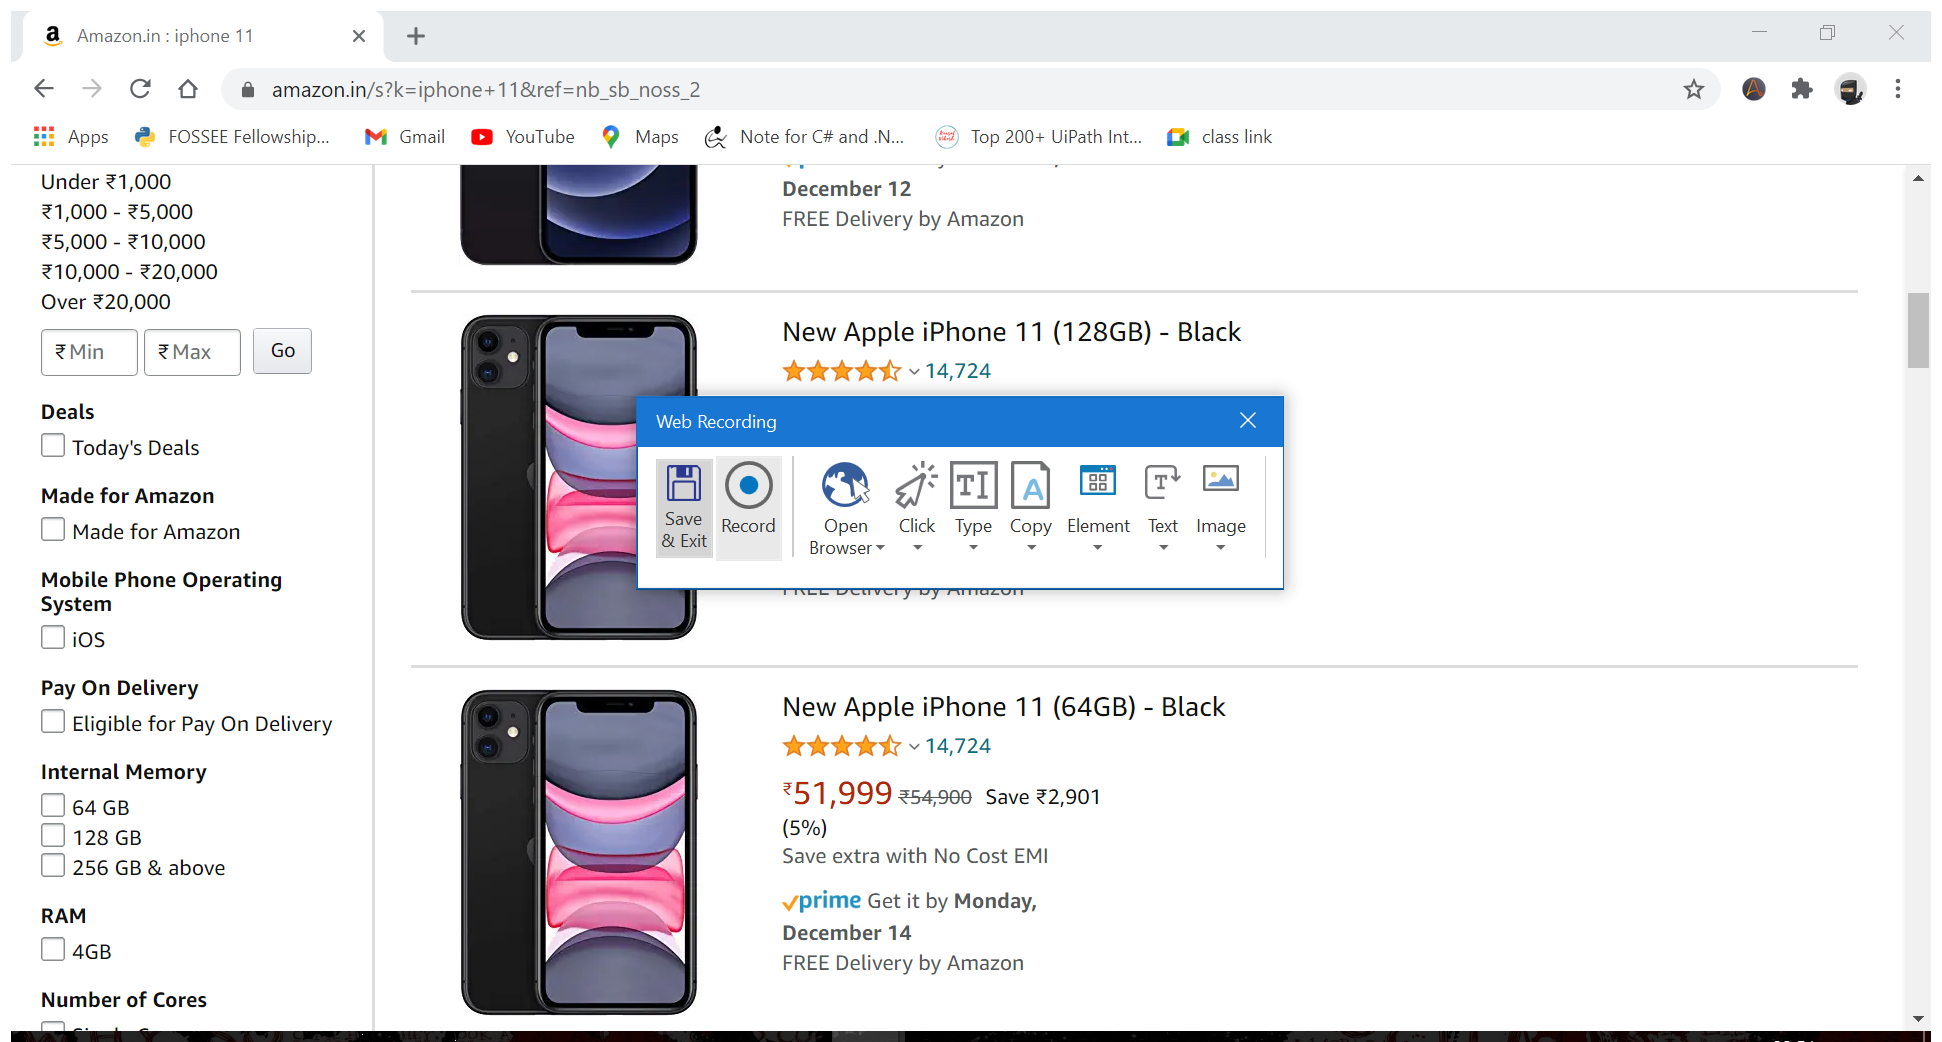 Amazon.in : iphone 11
amazon.in/s?k=iphone+11&ref=nb_sb_noss_2
Apps
FOSSEE Fellowship...
Gmail
YouTube
Maps
Note for C# and .N...
Top 200+ UiPath Int...
class link
Under ₹1,000
₹1,000 - ₹5,000
₹5,000 - ₹10,000
₹10,000 - ₹20,000
Over ₹20,000
₹ Min
₹ Max
Go
Deals
Today's Deals
Made for Amazon
Made for Amazon
Mobile Phone Operating
System
iOS
Pay On Delivery
Eligible for Pay On Delivery
Internal Memory
64 GB
128 GB
256 GB & above
RAM
4GB
Number of Cores
December 12
FREE Delivery by Amazon
New Apple iPhone 11 (128GB) - Black
14,724
Web Recording
Save
& Exit
Record
Open
Browser
Click
Type
Copy
Element
Text
Image
FREE Delivery by Amazon
New Apple iPhone 11 (64GB) - Black
14,724
₹51,999 ₹54,900 Save ₹2,901
(5%)
Save extra with No Cost EMI
prime Get it by Monday,
December 14
FREE Delivery by Amazon